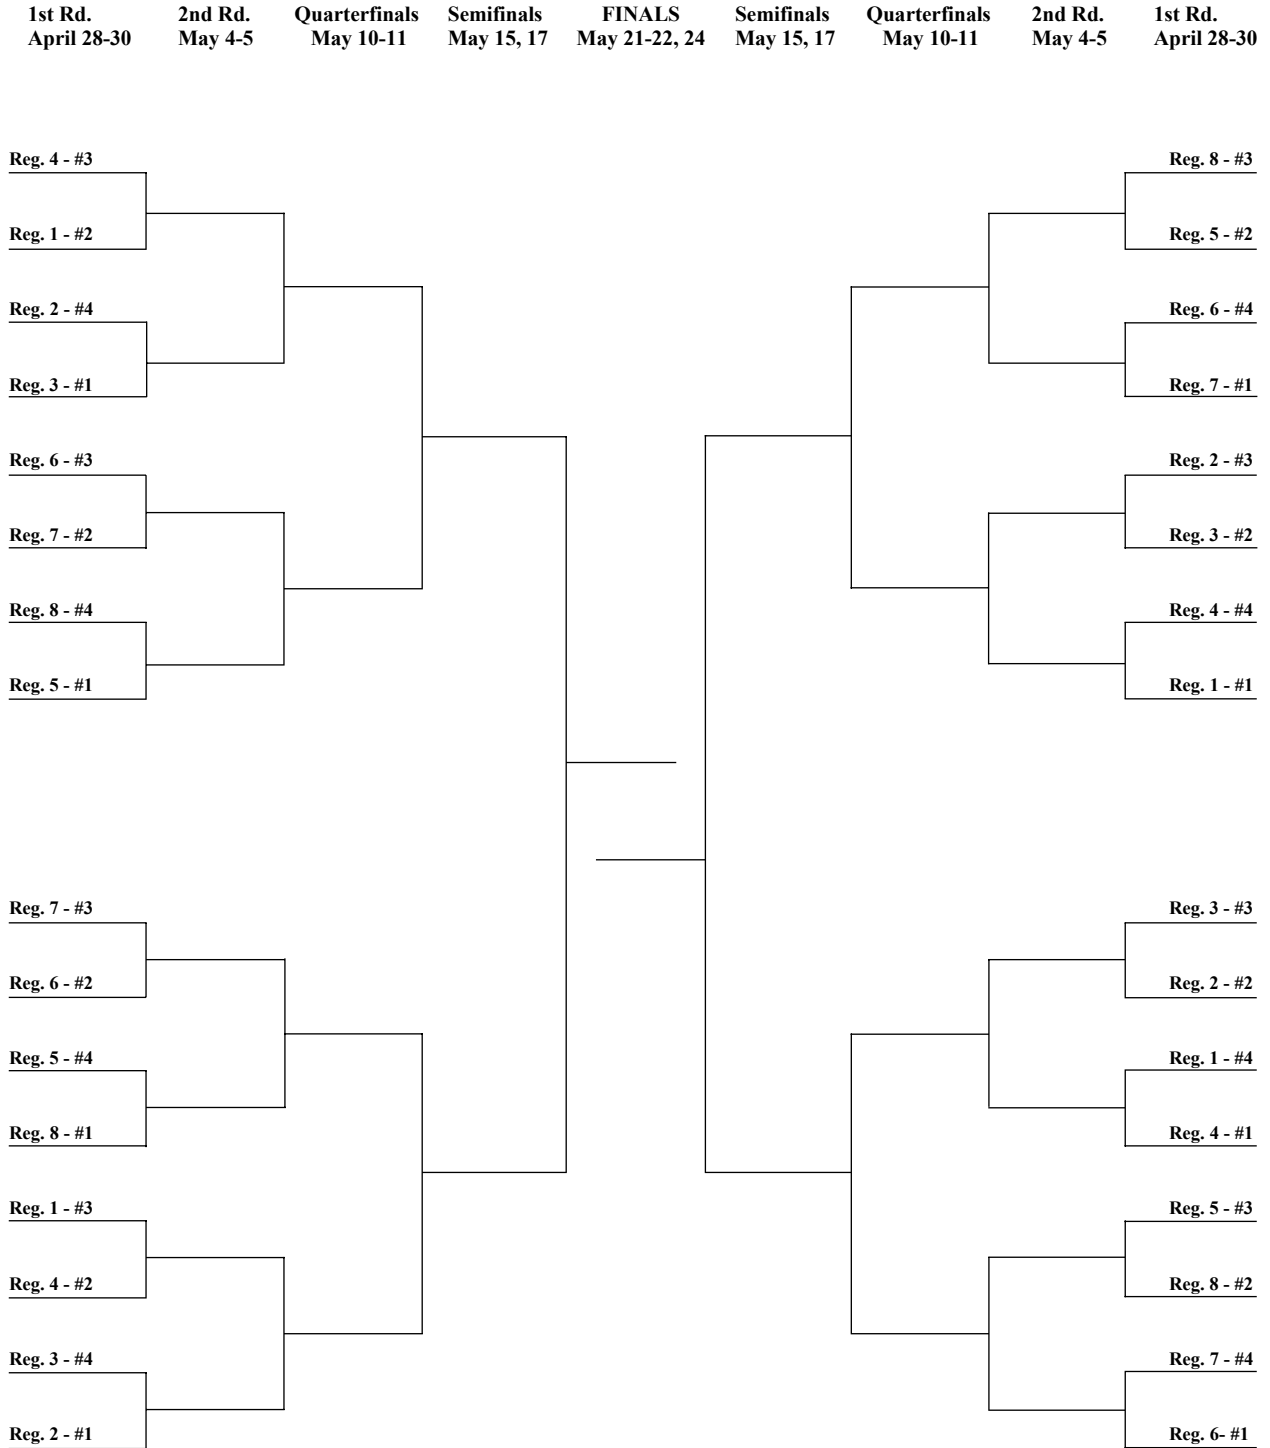 1st Rd. 2nd Rd. Quarterfinals Semifinals FINALS Semifinals Quarterfinals 2nd Rd. 1st Rd.
April 28-30 May 4-5 May 10-11 May 15, 17 May 21-22, 24 May 15, 17 May 10-11 May 4-5 April 28-30
Reg. 4 - #3 Reg. 8 - #3
Reg. 1 - #2 Reg. 5 - #2
Reg. 2 - #4 Reg. 6 - #4
Reg. 3 - #1 Reg. 7 - #1
Reg. 6 - #3 Reg. 2 - #3
Reg. 7 - #2 Reg. 3 - #2
Reg. 8 - #4 Reg. 4 - #4
Reg. 5 - #1 Reg. 1 - #1
Reg. 7 - #3 Reg. 3 - #3
Reg. 6 - #2 Reg. 2 - #2
Reg. 5 - #4 Reg. 1 - #4
Reg. 8 - #1 Reg. 4 - #1
Reg. 1 - #3 Reg. 5 - #3
Reg. 4 - #2 Reg. 8 - #2
Reg. 3 - #4 Reg. 7 - #4
Reg. 2 - #1 Reg. 6- #1